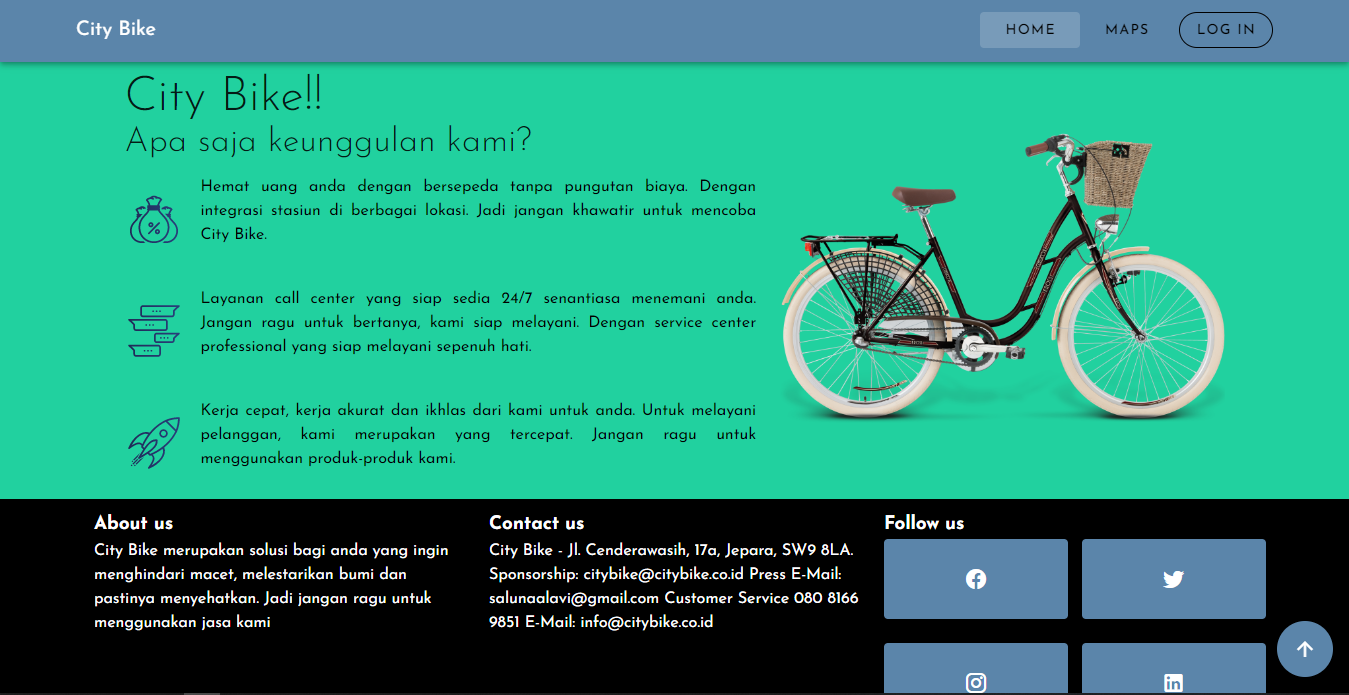 City Bike
HOME
MAPS
LOG IN
City Bike!!
Apa saja keunggulan kami?
Hemat uang anda dengan bersepeda tanpa pungutan biaya. Dengan
integrasi stasiun di berbagai lokasi. Jadi jangan khawatir untuk mencoba
City Bike.
Layanan call center yang siap sedia 24/7 senantiasa menemani anda.
Jangan ragu untuk bertanya, kami siap melayani. Dengan service center
professional yang siap melayani sepenuh hati.
Kerja cepat, kerja akurat dan ikhlas dari kami untuk anda. Untuk melayani
pelanggan, kami merupakan yang tercepat. Jangan ragu untuk
menggunakan produk-produk kami.
About us
City Bike merupakan solusi bagi anda yang ingin
menghindari macet, melestarikan bumi dan
pastinya menyehatkan. Jadi jangan ragu untuk
menggunakan jasa kami
Contact us
City Bike - Jl. Cenderawasih, 17a, Jepara, SW9 8LA.
Sponsorship: citybike@citybike.co.id Press E-Mail:
salunaalavi@gmail.com Customer Service 080 8166
9851 E-Mail: info@citybike.co.id
Follow us